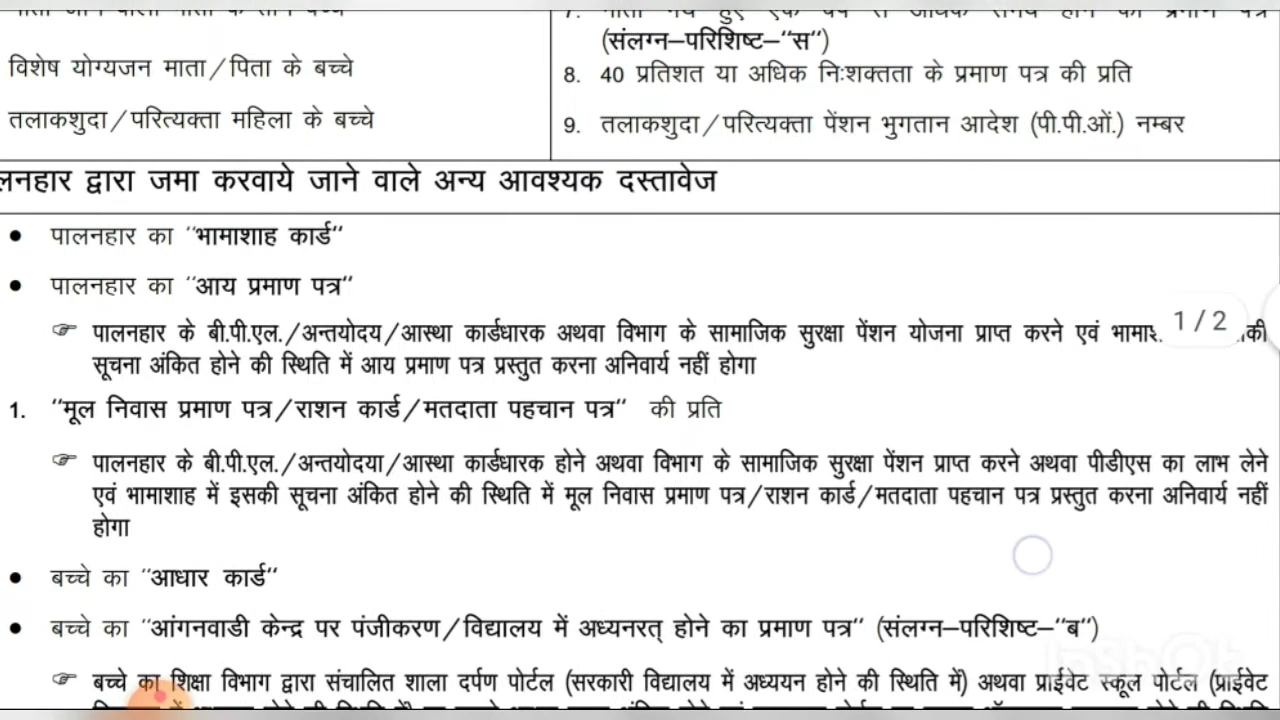 (संलग्न–परिशिष्ट–“स“)
विशेष योग्यजन माता/पिता के बच्चे
8. 40 प्रतिशत या अधिक निःशक्तता के प्रमाण पत्र की प्रति
तलाकशुदा/परित्यक्ता महिला के बच्चे
9. तलाकशुदा/परित्यक्ता पेंशन भुगतान आदेश (पी.पी.ओं.) नम्बर
लनहार द्वारा जमा करवाये जाने वाले अन्य आवश्यक दस्तावेज
• पालनहार का “भामाशाह कार्ड“
• पालनहार का “आय प्रमाण पत्र“
☞ पालनहार के बी.पी.एल./अन्तयोदय/आस्था कार्डधारक अथवा विभाग के सामाजिक सुरक्षा पेंशन योजना प्राप्त करने एवं
1/2
सूचना अंकित होने की स्थिति में आय प्रमाण पत्र प्रस्तुत करना अनिवार्य नहीं होगा
1. “मूल निवास प्रमाण पत्र/राशन कार्ड/मतदाता पहचान पत्र“ की प्रति
☞ पालनहार के बी.पी.एल./अन्तयोदया/आस्था कार्डधारक होने अथवा विभाग के सामाजिक सुरक्षा पेंशन प्राप्त करने अथवा पीडीएस का लाभ लेने
एवं भामाशाह में इसकी सूचना अंकित होने की स्थिति में मूल निवास प्रमाण पत्र/राशन कार्ड/मतदाता पहचान पत्र प्रस्तुत करना अनिवार्य नहीं
होगा
• बच्चे का “आधार कार्ड“
• बच्चे का “आंगनवाडी केन्द्र पर पंजीकरण/विद्यालय में अध्यनरत् होने का प्रमाण पत्र“ (संलग्न–परिशिष्ट–“ब“)
☞ बच्चे का शिक्षा विभाग द्वारा संचालित शाला दर्पण पोर्टल (सरकारी विद्यालय में अध्ययन होने की स्थिति में) अथवा प्राईवेट स्कूल पोर्टल (प्राईवेट